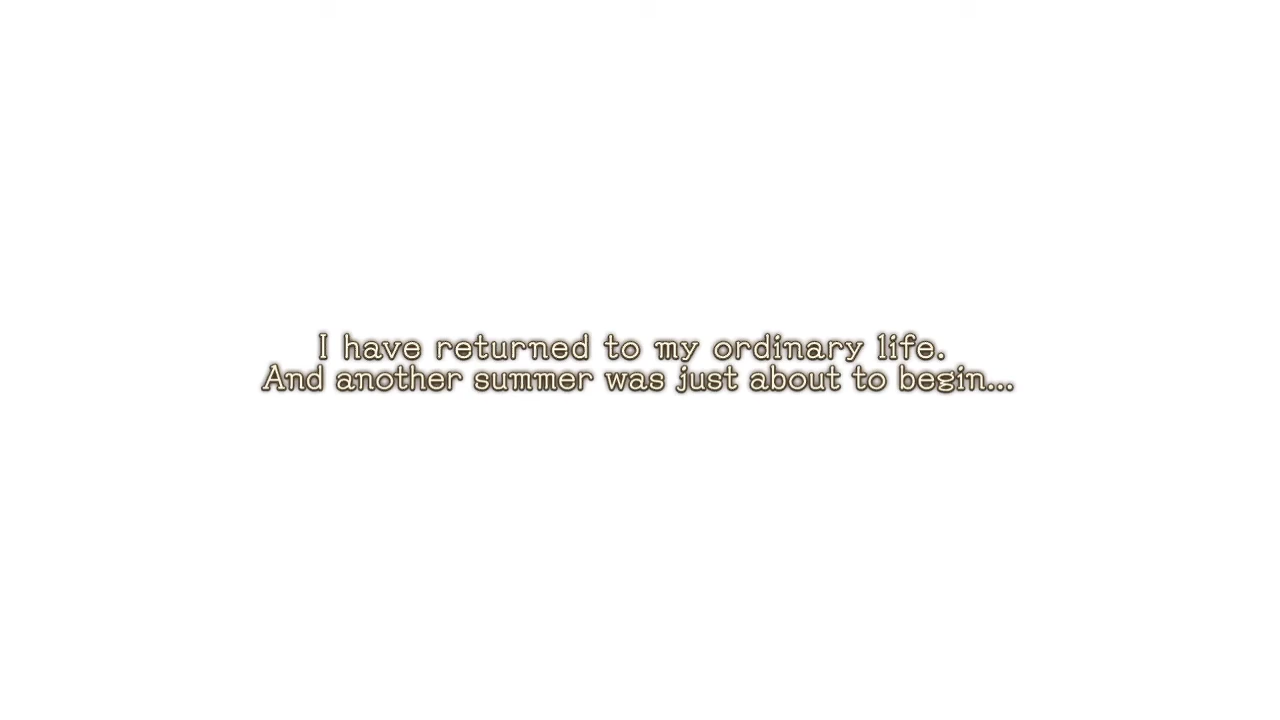 I have returned to my ordinary life.
And another summer was just about to begin...